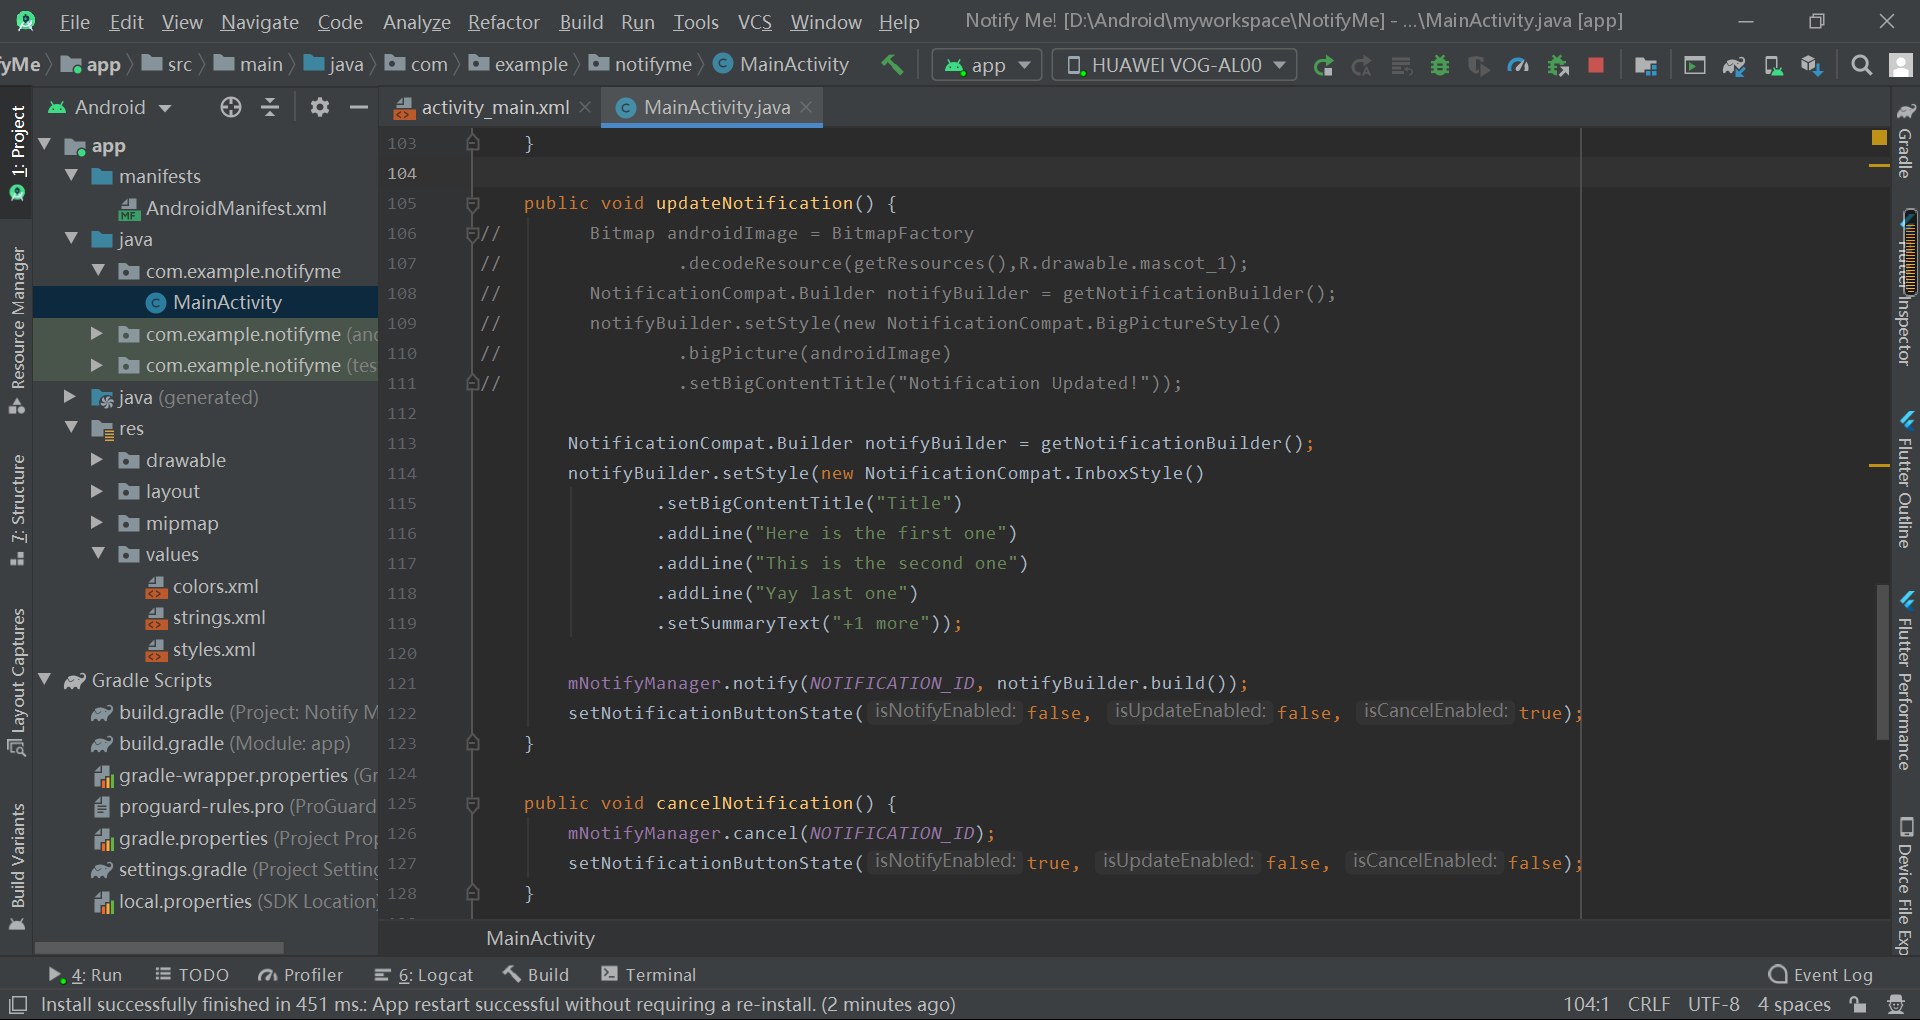 File Edit View Navigate Code Analyze Refactor Build Run Tools VCS Window Help Notify Me! [D:\Android\myworkspace\NotifyMe] - ...\MainActivity.java [app]
fyMe app src main java com example notifyme MainActivity app HUAWEI VOG-AL00
Android
activity_main.xml MainActivity.java
1: Project
Resource Manager
7: Structure
Layout Captures
Build Variants
app
manifests
AndroidManifest.xml
java
com.example.notifyme
MainActivity
com.example.notifyme (and
com.example.notifyme (tes
java (generated)
res
drawable
layout
mipmap
values
colors.xml
strings.xml
styles.xml
Gradle Scripts
build.gradle (Project: Notify M
build.gradle (Module: app)
gradle-wrapper.properties (Gr
proguard-rules.pro (ProGuard
gradle.properties (Project Prop
settings.gradle (Project Setting
local.properties (SDK Location)
103 }
104
105 public void updateNotification() {
106 // Bitmap androidImage = BitmapFactory
107 // .decodeResource(getResources(),R.drawable.mascot_1);
108 // NotificationCompat.Builder notifyBuilder = getNotificationBuilder();
109 // notifyBuilder.setStyle(new NotificationCompat.BigPictureStyle()
110 // .bigPicture(androidImage)
111 // .setBigContentTitle("Notification Updated!"));
112
113 NotificationCompat.Builder notifyBuilder = getNotificationBuilder();
114 notifyBuilder.setStyle(new NotificationCompat.InboxStyle()
115 .setBigContentTitle("Title")
116 .addLine("Here is the first one")
117 .addLine("This is the second one")
118 .addLine("Yay last one")
119 .setSummaryText("+1 more"));
120
121 mNotifyManager.notify(NOTIFICATION_ID, notifyBuilder.build());
122 setNotificationButtonState( isNotifyEnabled: false, isUpdateEnabled: false, isCancelEnabled: true);
123 }
124
125 public void cancelNotification() {
126 mNotifyManager.cancel(NOTIFICATION_ID);
127 setNotificationButtonState( isNotifyEnabled: true, isUpdateEnabled: false, isCancelEnabled: false);
128 }
MainActivity
Gradle
Flutter Inspector
Flutter Outline
Flutter Performance
Device File Exp
4: Run TODO Profiler 6: Logcat Build Terminal Event Log
Install successfully finished in 451 ms.: App restart successful without requiring a re-install. (2 minutes ago) 104:1 CRLF UTF-8 4 spaces